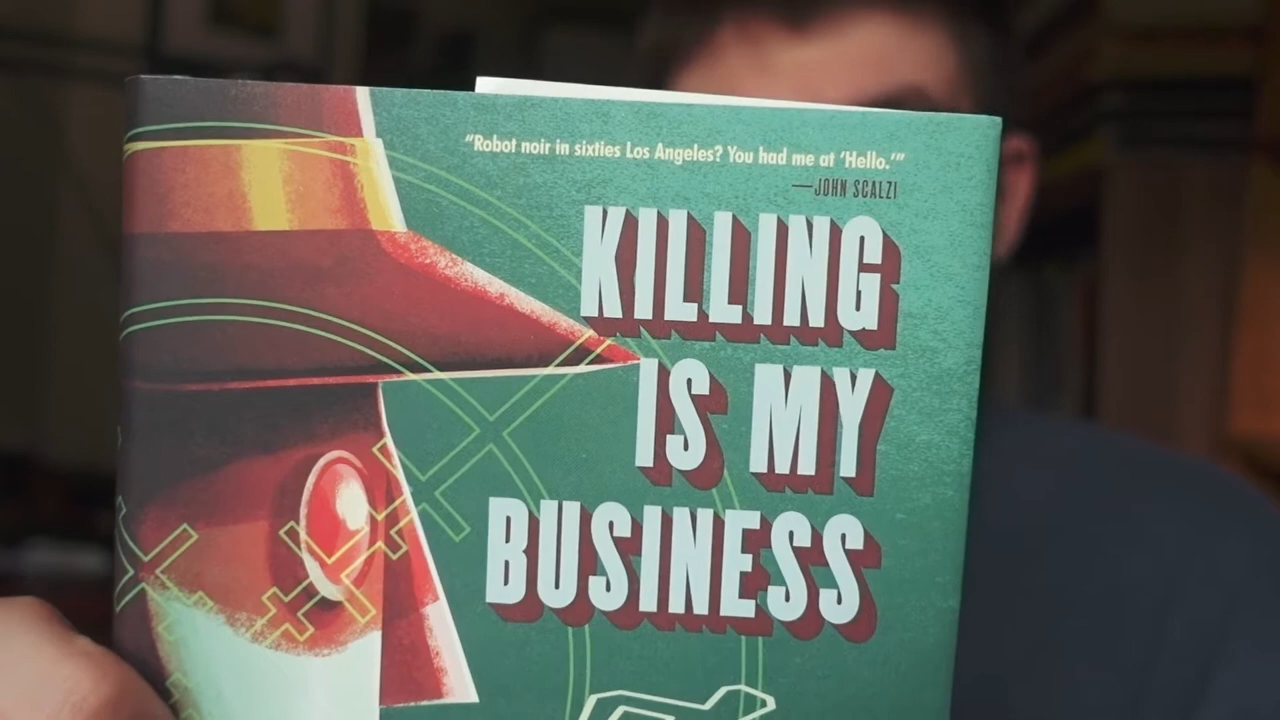 "Robot noir in sixties Los Angeles? You had me at 'Hello.'"
—JOHN SCALZI
KILLING
IS MY
BUSINESS